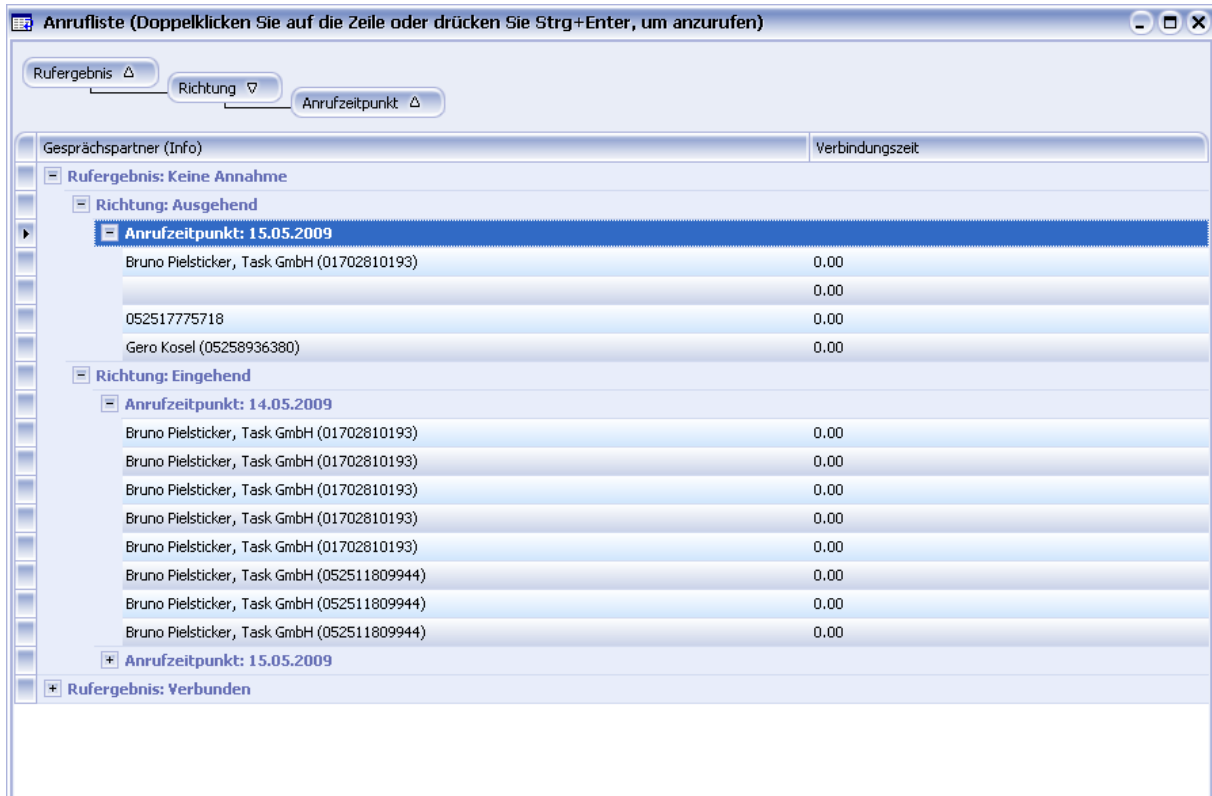 Anrufliste (Doppelklicken Sie auf die Zeile oder drücken Sie Strg+Enter, um anzurufen)
Rufergebnis
Richtung
Anrufzeitpunkt
Gesprächspartner (Info) Verbindungszeit
Rufergebnis: Keine Annahme
Richtung: Ausgehend
Anrufzeitpunkt: 15.05.2009
Bruno Pielsticker, Task GmbH (01702810193) 0.00
0.00
052517775718 0.00
Gero Kosel (05258936380) 0.00
Richtung: Eingehend
Anrufzeitpunkt: 14.05.2009
Bruno Pielsticker, Task GmbH (01702810193) 0.00
Bruno Pielsticker, Task GmbH (01702810193) 0.00
Bruno Pielsticker, Task GmbH (01702810193) 0.00
Bruno Pielsticker, Task GmbH (01702810193) 0.00
Bruno Pielsticker, Task GmbH (01702810193) 0.00
Bruno Pielsticker, Task GmbH (052511809944) 0.00
Bruno Pielsticker, Task GmbH (052511809944) 0.00
Bruno Pielsticker, Task GmbH (052511809944) 0.00
Anrufzeitpunkt: 15.05.2009
Rufergebnis: Verbunden